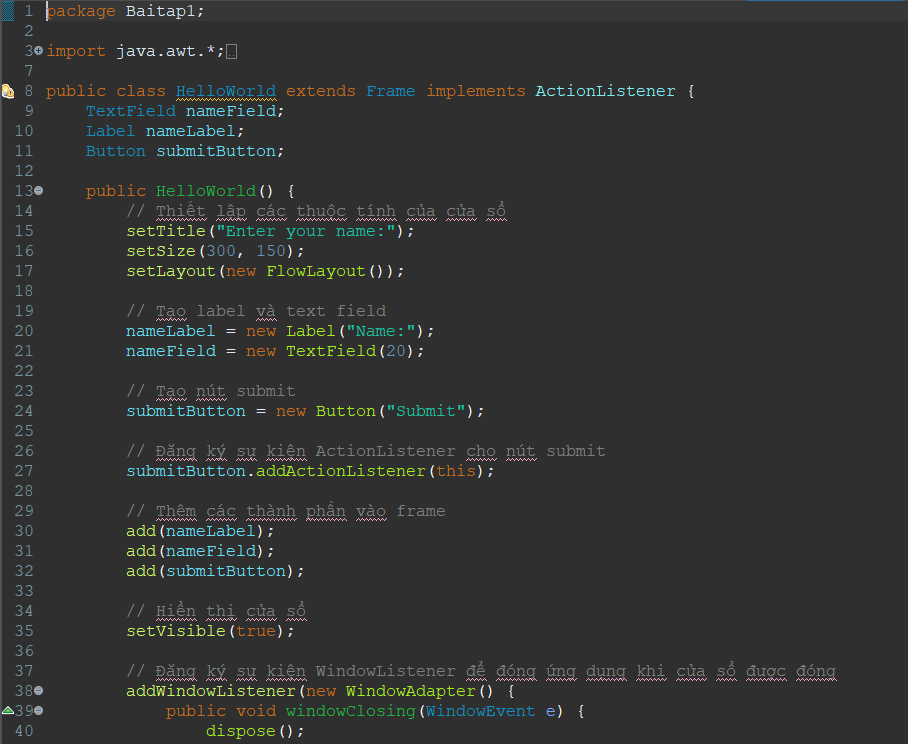 1 package Baitap1;
2
3 import java.awt.*;
7
8 public class HelloWorld extends Frame implements ActionListener {
9 TextField nameField;
10 Label nameLabel;
11 Button submitButton;
12
13 public HelloWorld() {
14 // Thiết lập các thuộc tính của cửa sổ
15 setTitle("Enter your name:");
16 setSize(300, 150);
17 setLayout(new FlowLayout());
18
19 // Tạo label và text field
20 nameLabel = new Label("Name:");
21 nameField = new TextField(20);
22
23 // Tạo nút submit
24 submitButton = new Button("Submit");
25
26 // Đăng ký sự kiện ActionListener cho nút submit
27 submitButton.addActionListener(this);
28
29 // Thêm các thành phần vào frame
30 add(nameLabel);
31 add(nameField);
32 add(submitButton);
33
34 // Hiển thị cửa sổ
35 setVisible(true);
36
37 // Đăng ký sự kiện WindowListener để đóng ứng dụng khi cửa sổ được đóng
38 addWindowListener(new WindowAdapter() {
39 public void windowClosing(WindowEvent e) {
40 dispose();